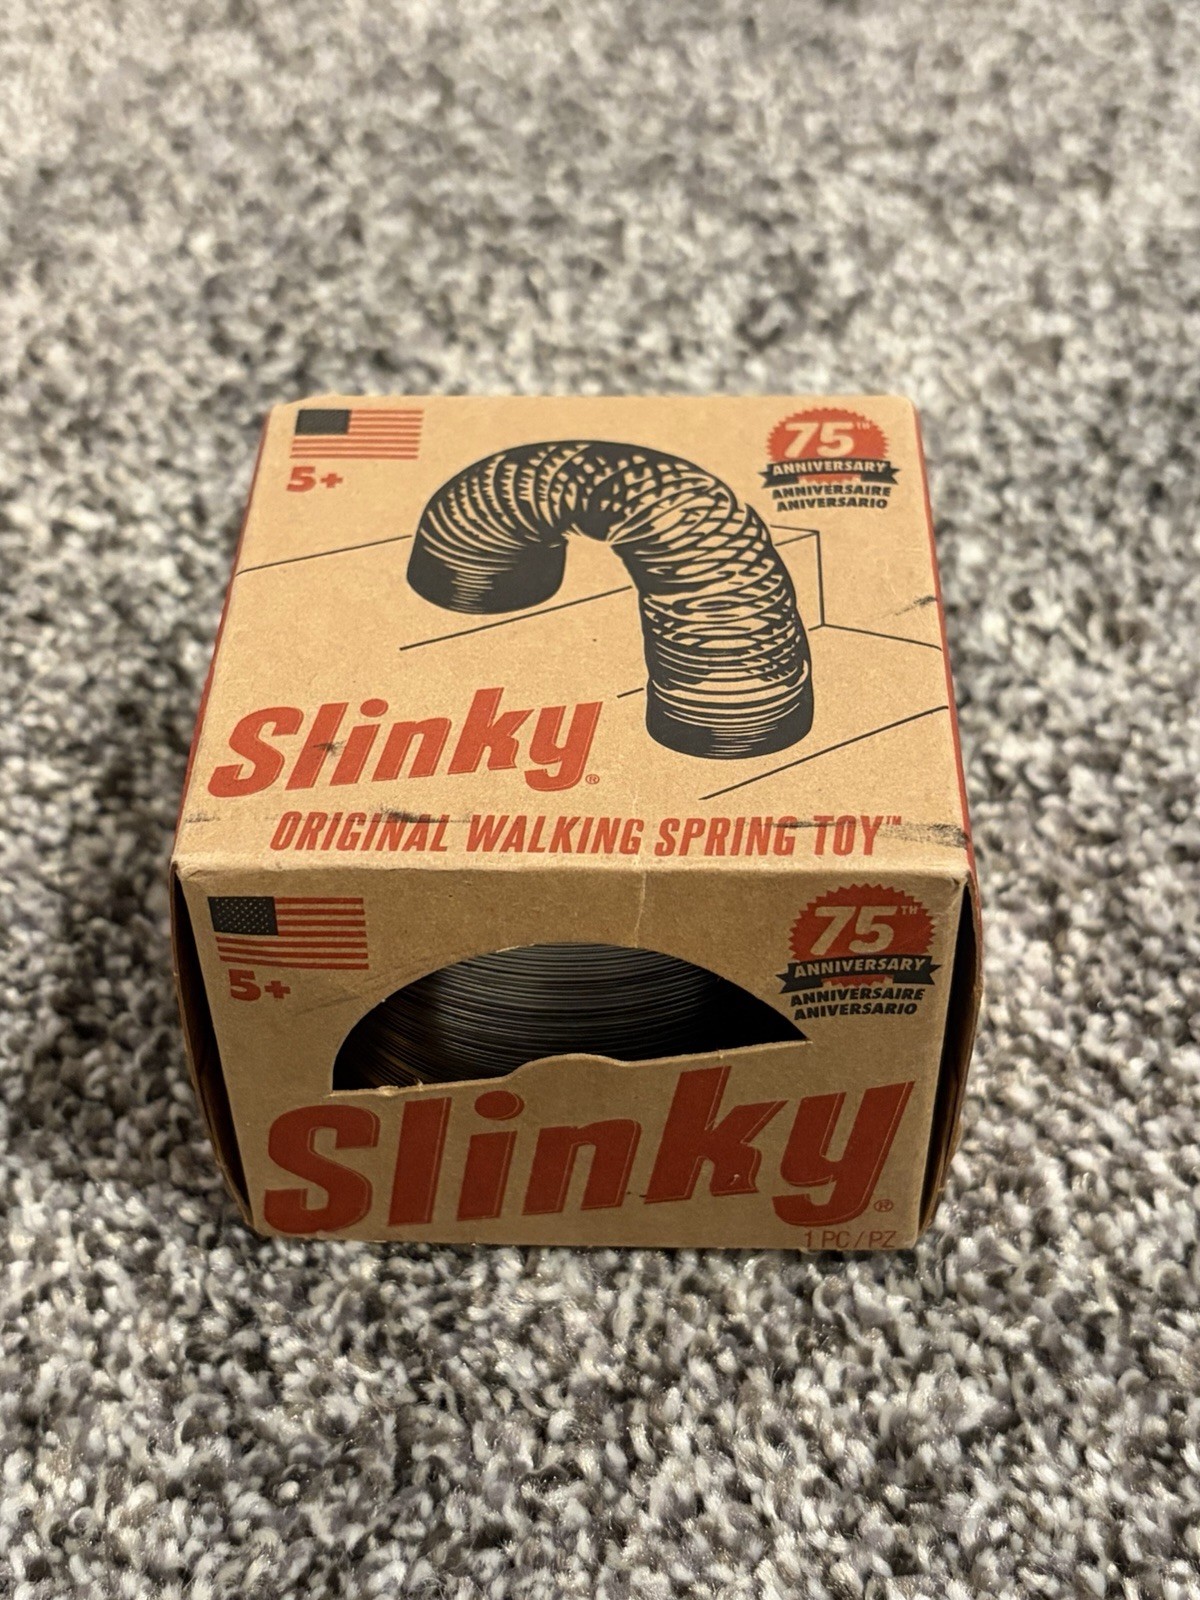 5+
75TH
ANNIVERSARY
ANNIVERSAIRE
ANIVERSARIO
Slinky®
ORIGINAL WALKING SPRING TOY™
5+
75TH
ANNIVERSARY
ANNIVERSAIRE
ANIVERSARIO
Slinky®
1 PC / PZ